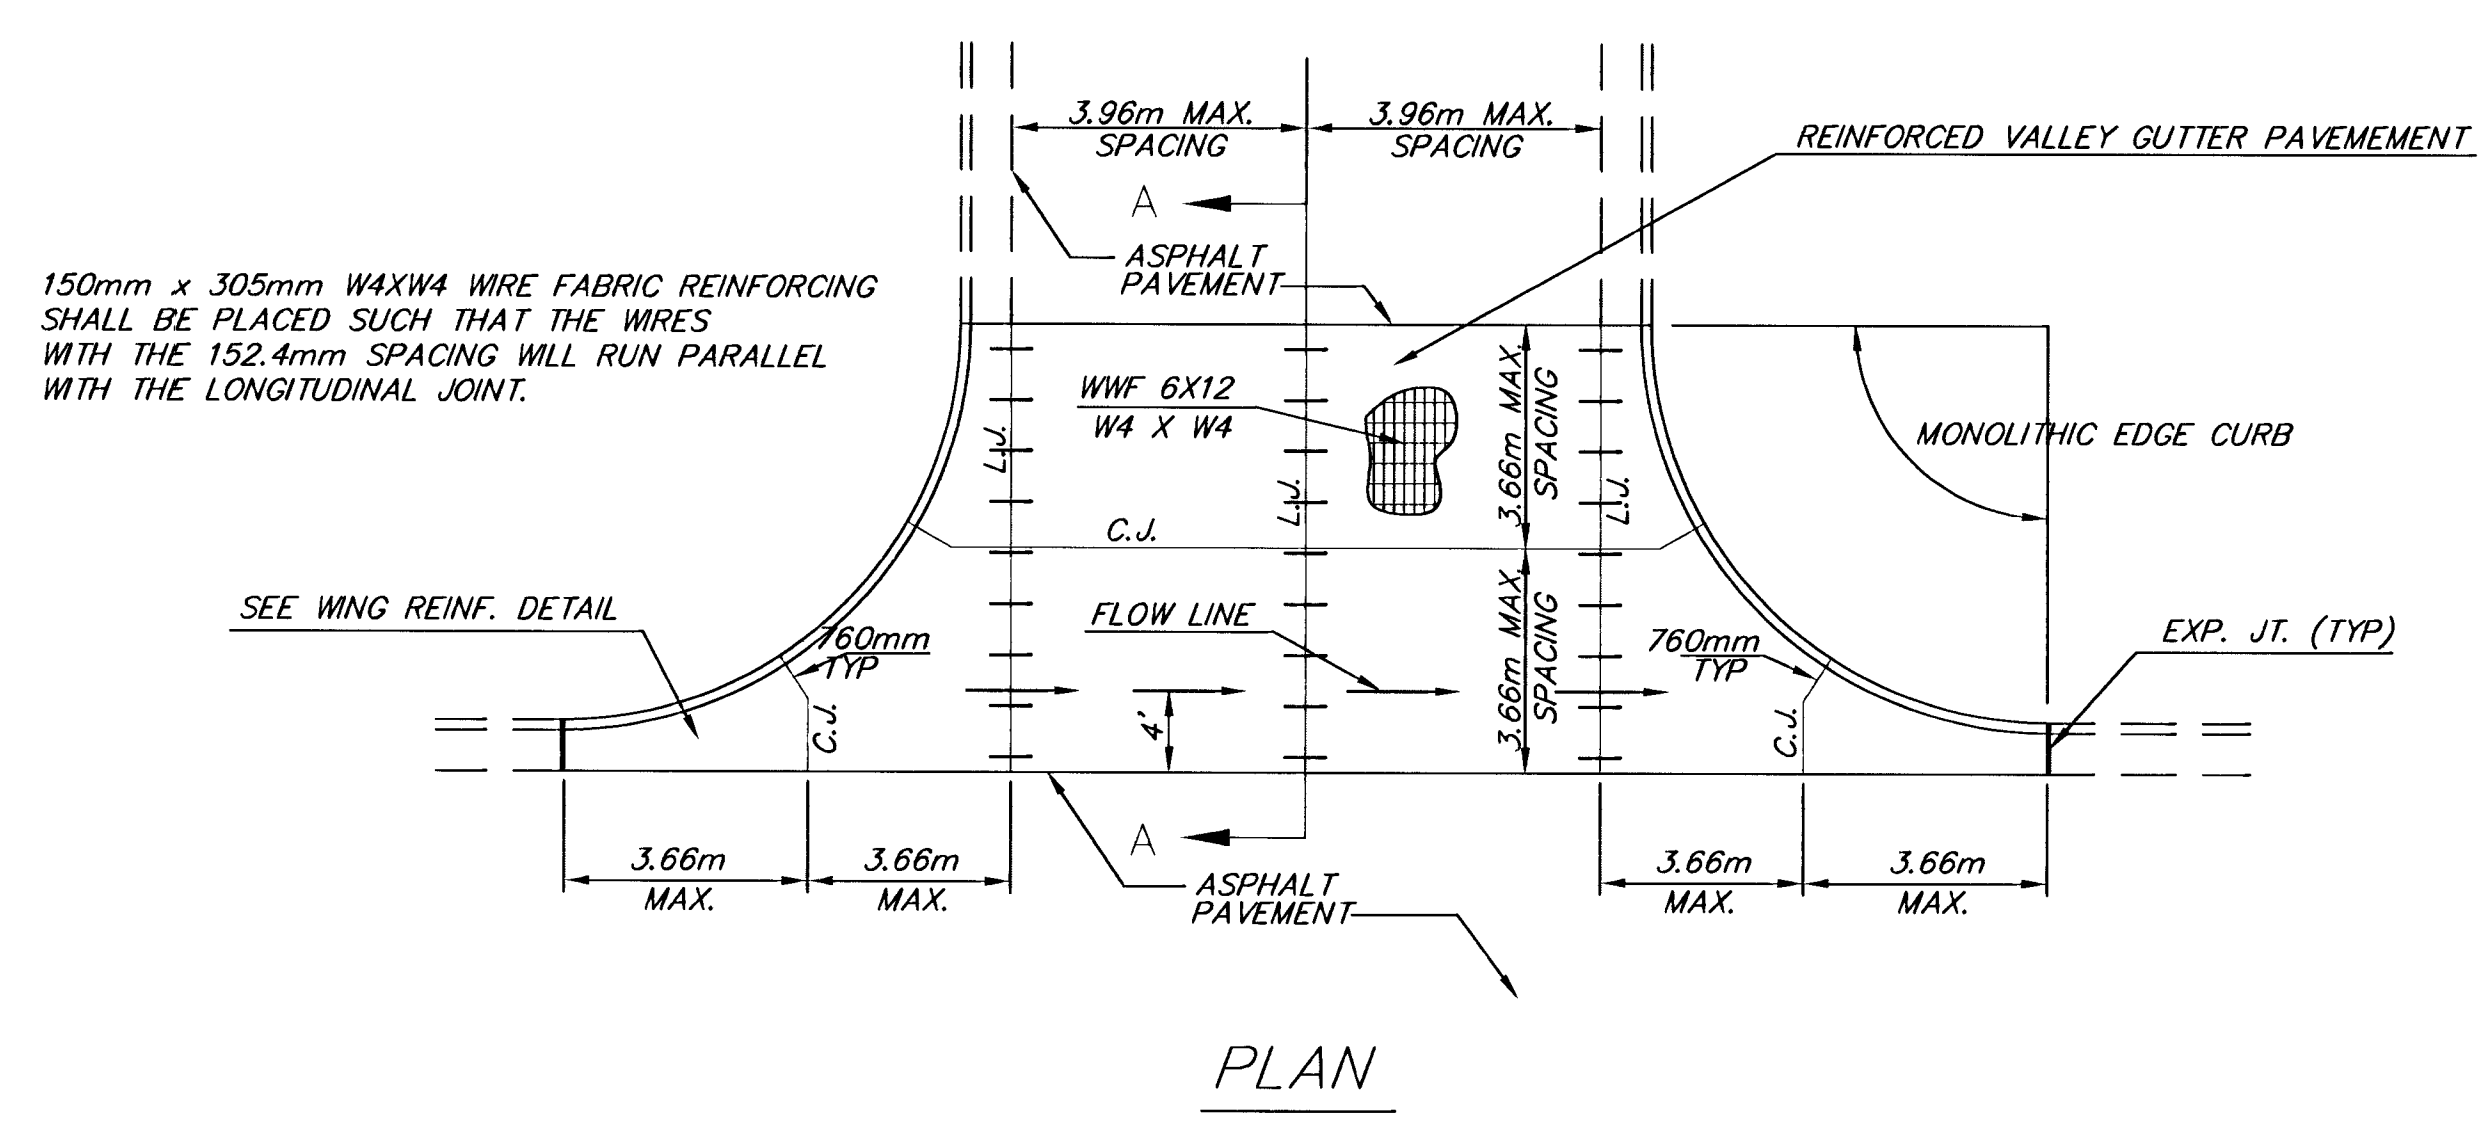 3.96m MAX.
SPACING
3.96m MAX.
SPACING
REINFORCED VALLEY GUTTER PAVEMEMENT
A
ASPHALT
PAVEMENT
150mm x 305mm W4XW4 WIRE FABRIC REINFORCING
SHALL BE PLACED SUCH THAT THE WIRES
WITH THE 152.4mm SPACING WILL RUN PARALLEL
WITH THE LONGITUDINAL JOINT.
WWF 6X12
W4 X W4
3.66m MAX.
SPACING
MONOLITHIC EDGE CURB
L.J.
L.J.
L.J.
C.J.
SEE WING REINF. DETAIL
760mm
TYP
FLOW LINE
3.66m MAX.
SPACING
760mm
TYP
EXP. JT. (TYP)
C.J.
4'
C.J.
A
3.66m
MAX.
3.66m
MAX.
ASPHALT
PAVEMENT
3.66m
MAX.
3.66m
MAX.
PLAN